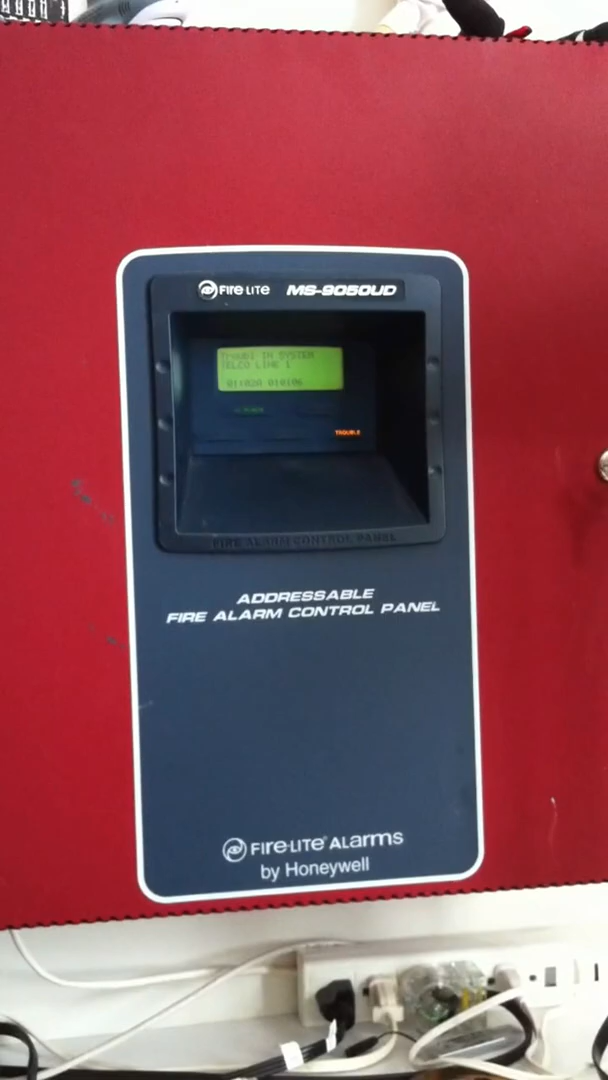 FIRE LITE MS-9050UD
Troubl IN SYSTEM
TELCO LINE 1
TROUBLE
FIRE ALARM CONTROL PANEL
ADDRESSABLE
FIRE ALARM CONTROL PANEL
FIRE-LITE® ALARMS
by Honeywell